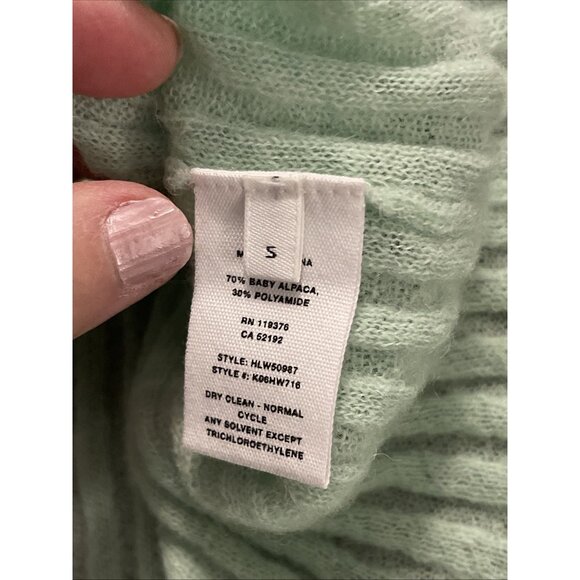 S
M NA
70% BABY ALPACA,
30% POLYAMIDE
RN 119376
CA 52192
STYLE: HLW50987
STYLE #: K06HW716
DRY CLEAN - NORMAL
CYCLE
ANY SOLVENT EXCEPT
TRICHLOROETHYLENE